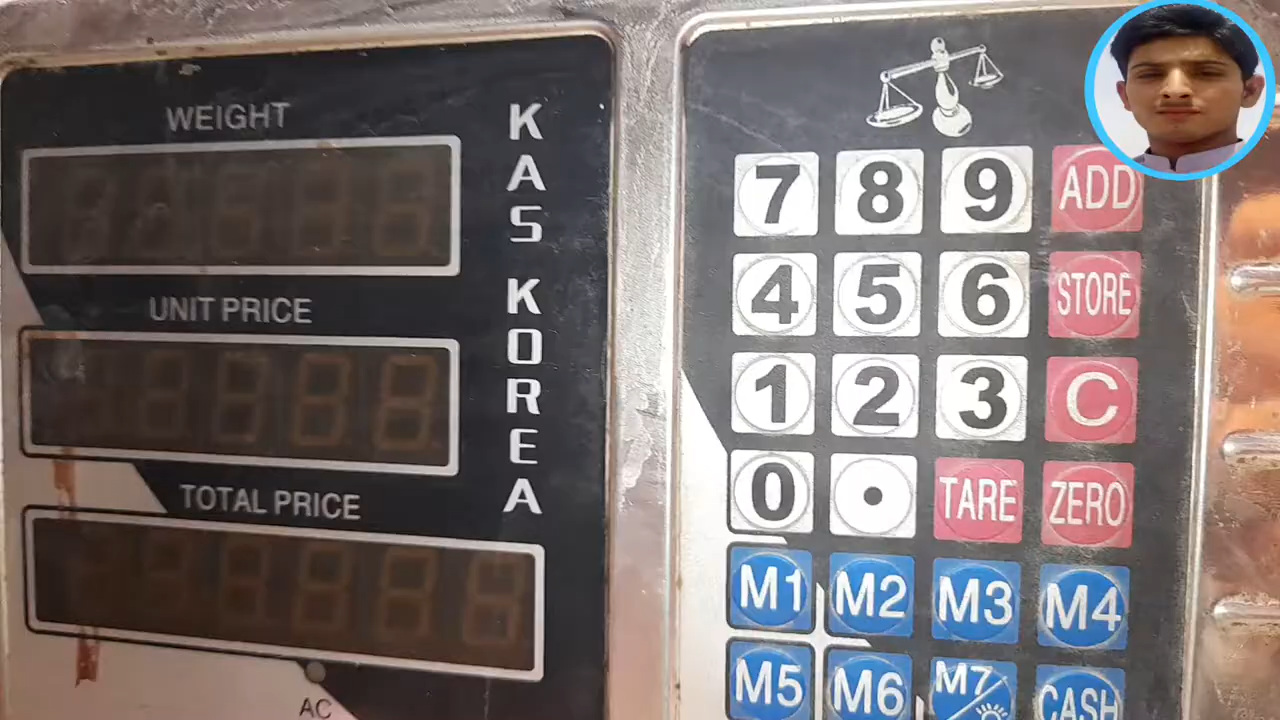 WEIGHT
UNIT PRICE
TOTAL PRICE
AC
KAS KOREA
7 8 9 ADD
4 5 6 STORE
1 2 3 C
0 • TARE ZERO
M1 M2 M3 M4
M5 M6 M7 CASH